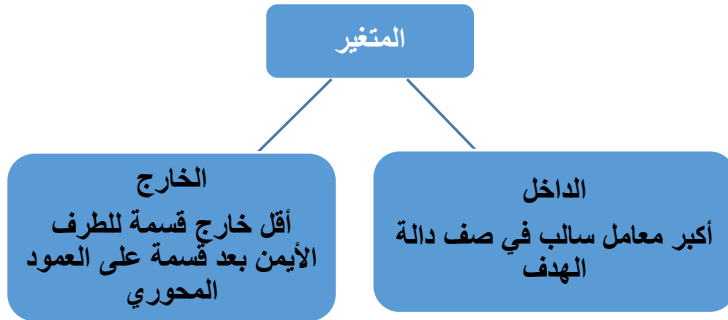 المتغير
الداخل
أكبر معامل سالب في صف دالة
الهدف
الخارج
أقل خارج قسمة للطرف
الأيمن بعد قسمة على العمود
المحوري